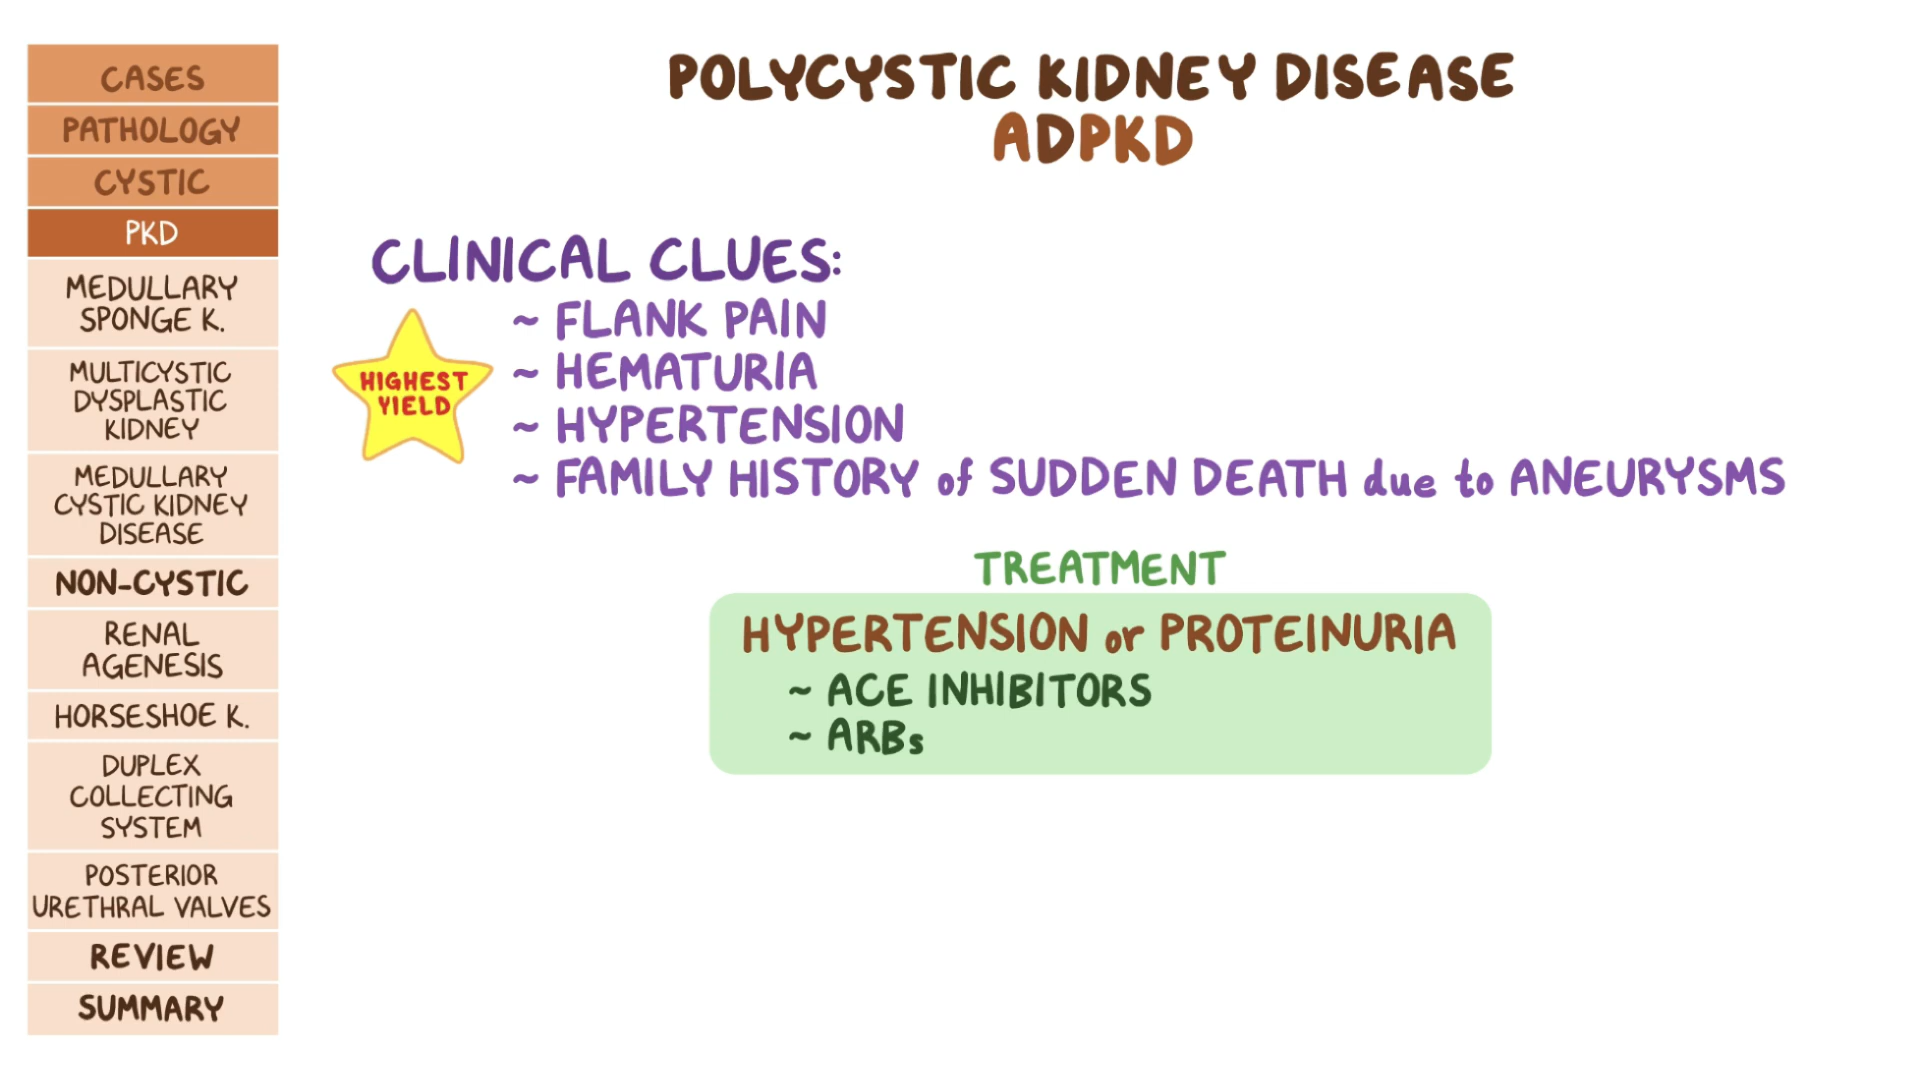 CASES
PATHOLOGY
CYSTIC
PKD
MEDULLARY
SPONGE K.
MULTICYSTIC
DYSPLASTIC
KIDNEY
MEDULLARY
CYSTIC KIDNEY
DISEASE
NON-CYSTIC
RENAL
AGENESIS
HORSESHOE K.
DUPLEX
COLLECTING
SYSTEM
POSTERIOR
URETHRAL VALVES
REVIEW
SUMMARY
POLYCYSTIC KIDNEY DISEASE
ADPKD
CLINICAL CLUES:
HIGHEST
YIELD
~ FLANK PAIN
~ HEMATURIA
~ HYPERTENSION
~ FAMILY HISTORY of SUDDEN DEATH due to ANEURYSMS
TREATMENT
HYPERTENSION or PROTEINURIA
~ ACE INHIBITORS
~ ARBs